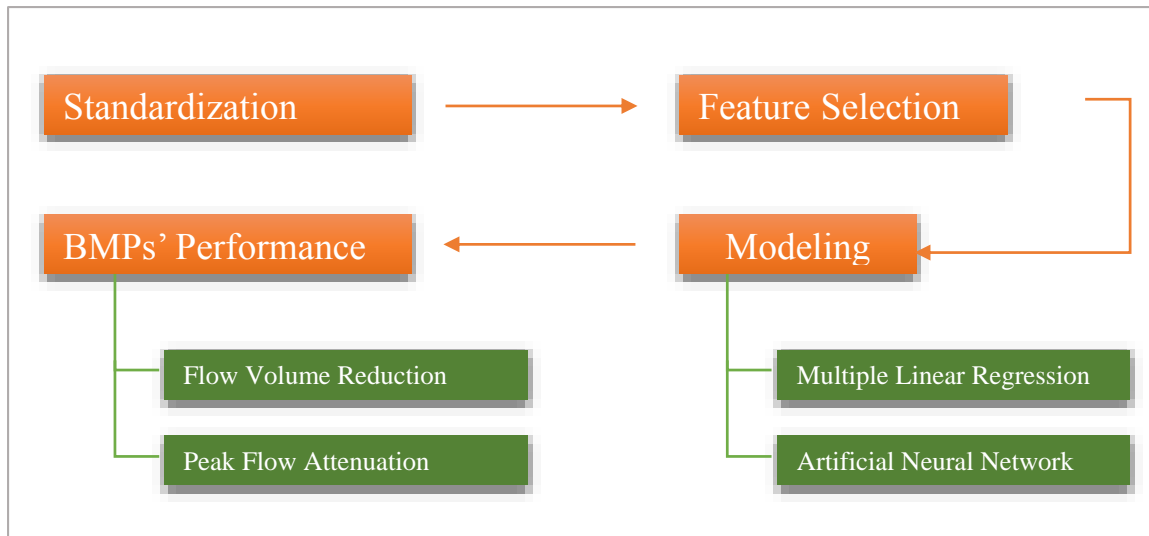 Standardization
Feature Selection
BMPs’ Performance
Modeling
Flow Volume Reduction
Multiple Linear Regression
Peak Flow Attenuation
Artificial Neural Network